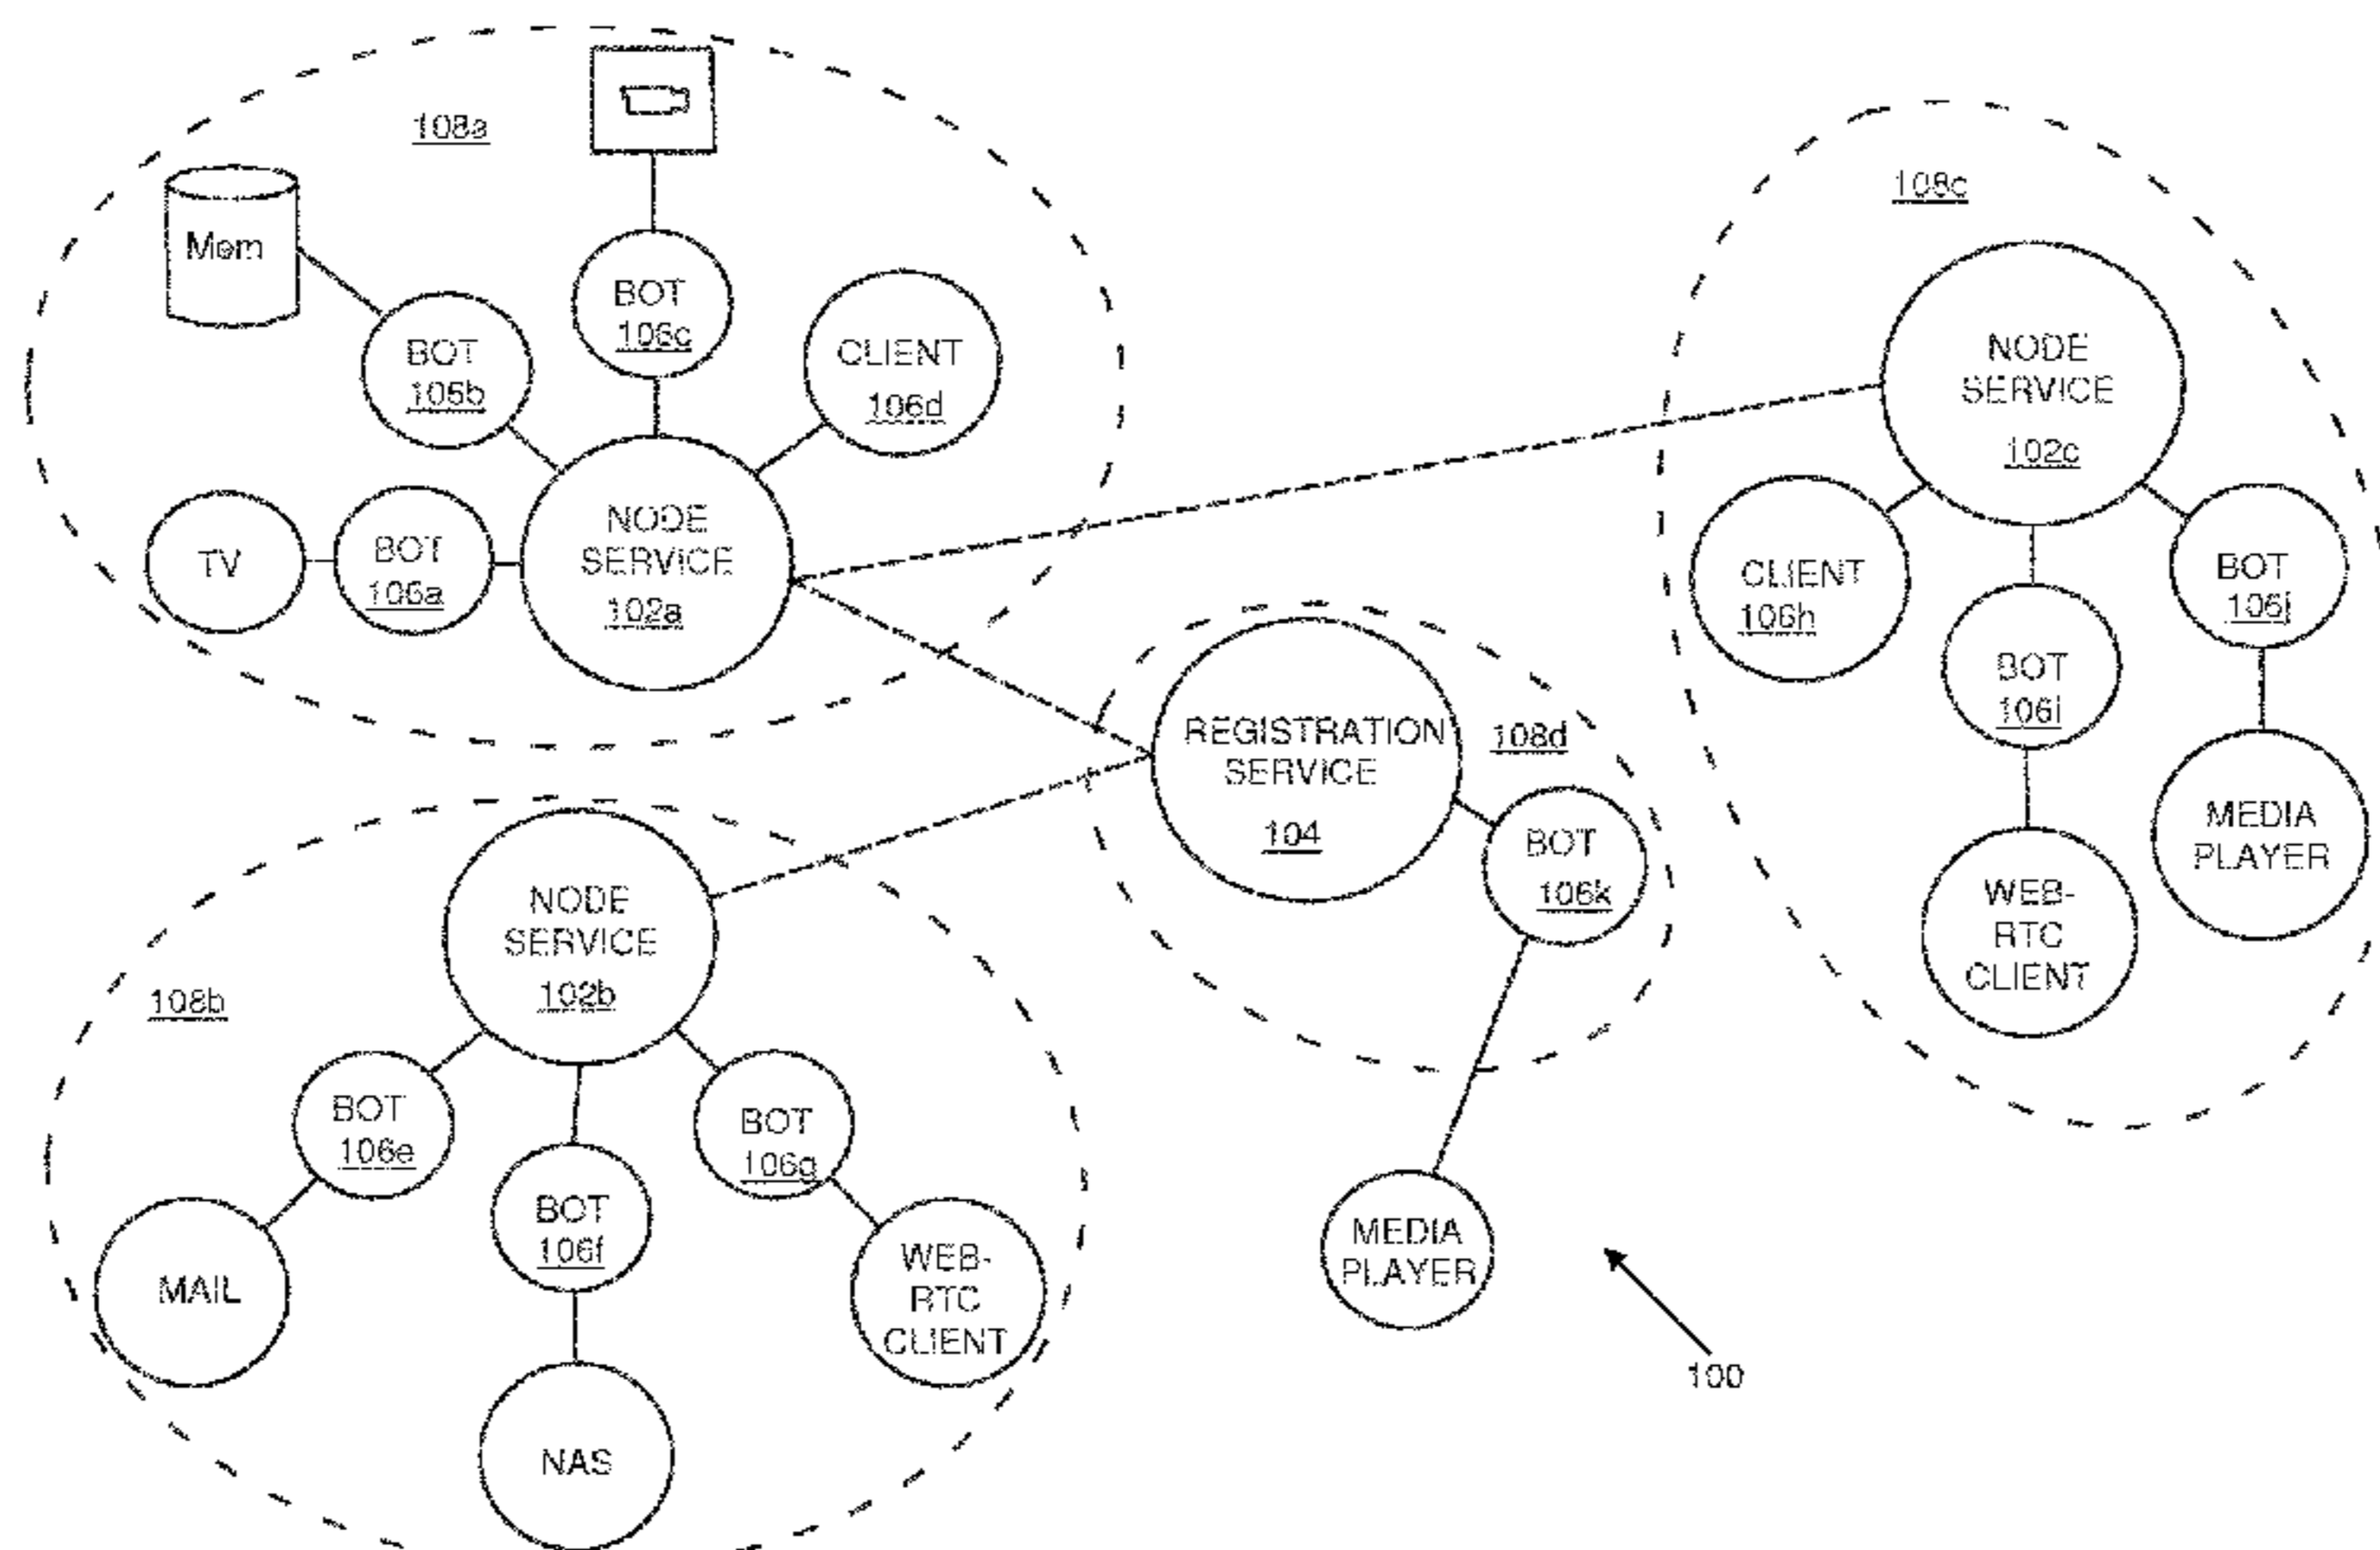 108a
Mem
BOT
106c
BOT
106b
CLIENT
106d
TV
BOT
106a
NODE
SERVICE
102a
108c
NODE
SERVICE
102c
CLIENT
106h
BOT
106i
BOT
106j
WEB-
RTC
CLIENT
MEDIA
PLAYER
REGISTRATION
SERVICE
104
108d
BOT
106k
MEDIA
PLAYER
NODE
SERVICE
102b
108b
BOT
106e
BOT
106f
BOT
106g
MAIL
NAS
WEB-
RTC
CLIENT
100